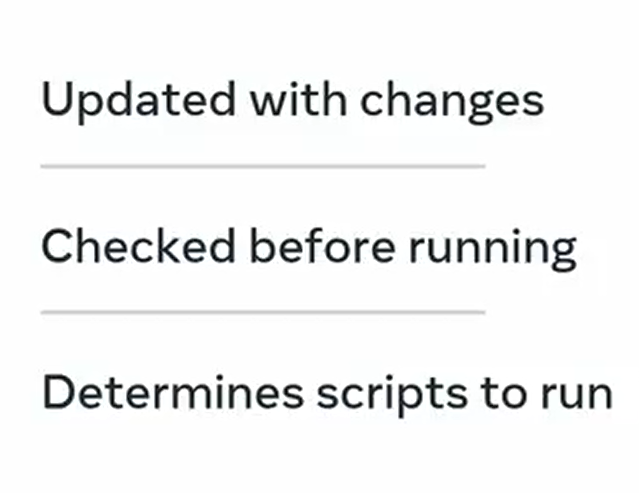 Updated with changes
Checked before running
Determines scripts to run